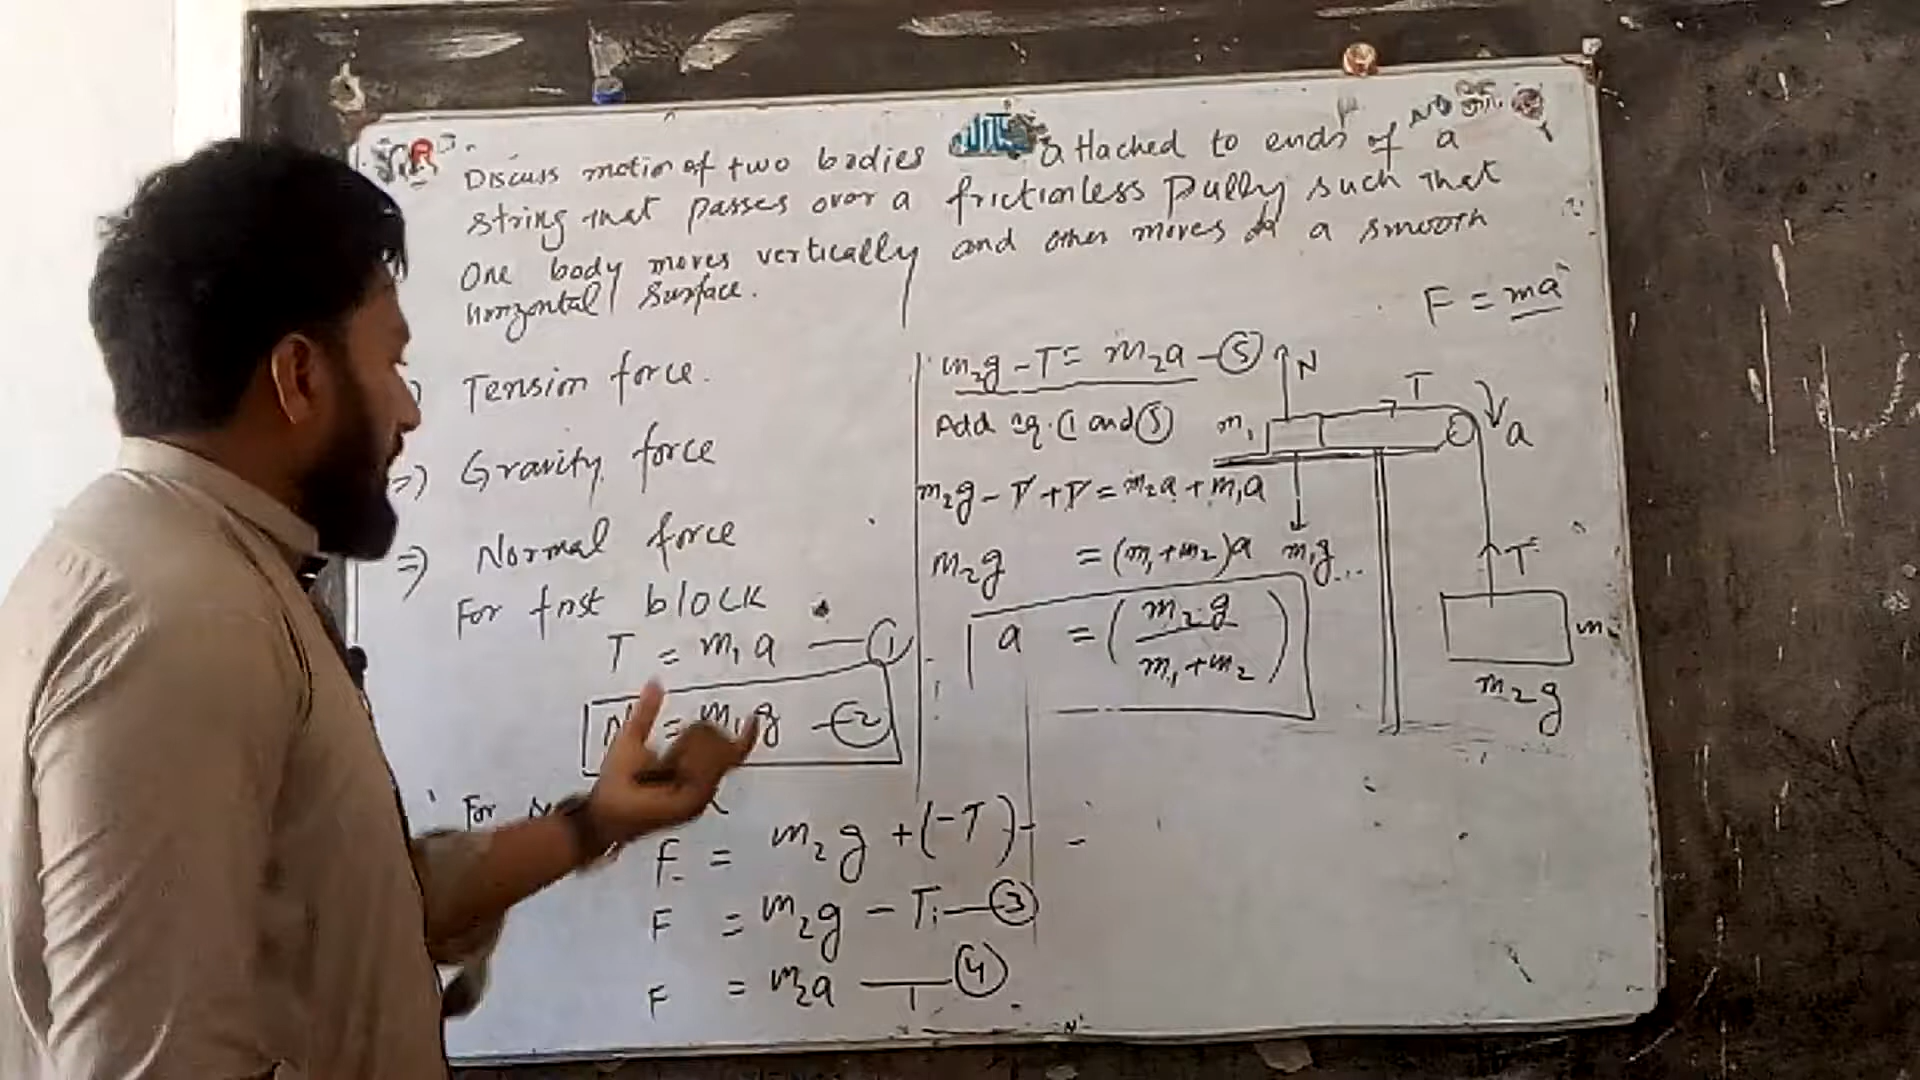 Discuss motion of two bodies attached to ends of a
string that passes over a frictionless pully such that
One body moves vertically and other moves on a smooth
horizontal surface.
F = ma
Tension force.
=> Gravity force
=> Normal force
For first block
T = m₁a — ①
= m₁g — ②
For
F = m₂g + (-T)
F = m₂g - T — ③
F = m₂a — ④
m₂g - T = m₂a - ⑤
Add eq. ① and ⑤
m₂g - T + T = m₂a + m₁a
m₂g = (m₁ + m₂)a
a = (m₂g / m₁ + m₂)
N
T
m₁
a
m₁g
T
m₂g